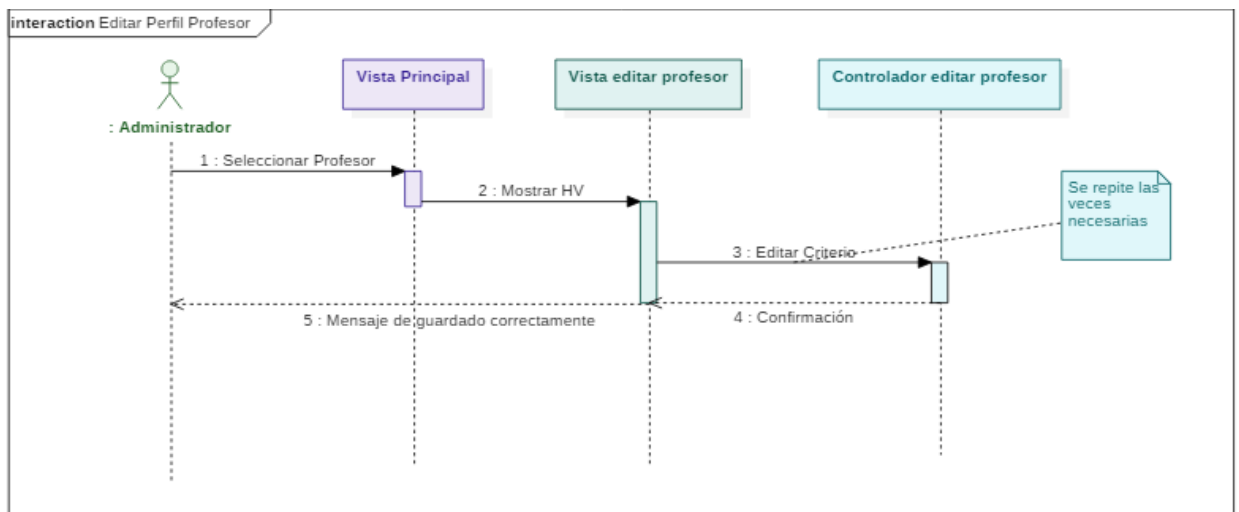 interaction Editar Perfil Profesor
Vista Principal
Vista editar profesor
Controlador editar profesor
: Administrador
1 : Seleccionar Profesor
2 : Mostrar HV
Se repite las
veces
necesarias
3 : Editar Criterio
4 : Confirmación
5 : Mensaje de guardado correctamente